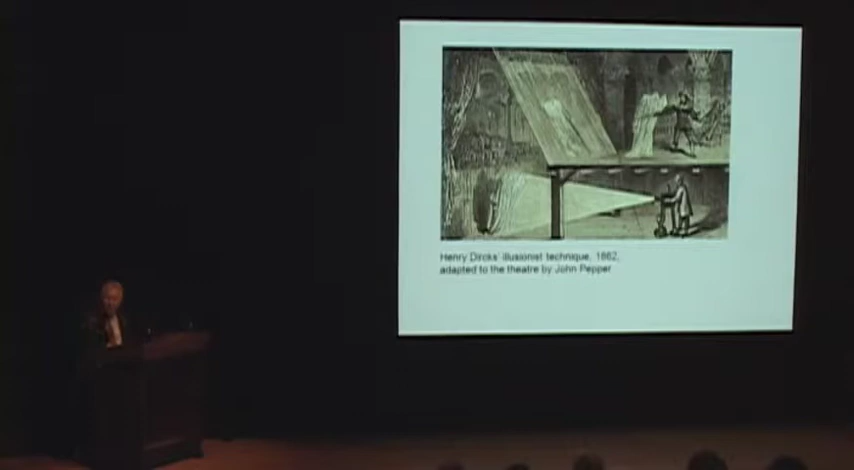 Henry Dircks' illusionist technique, 1862,
adapted to the theatre by John Pepper